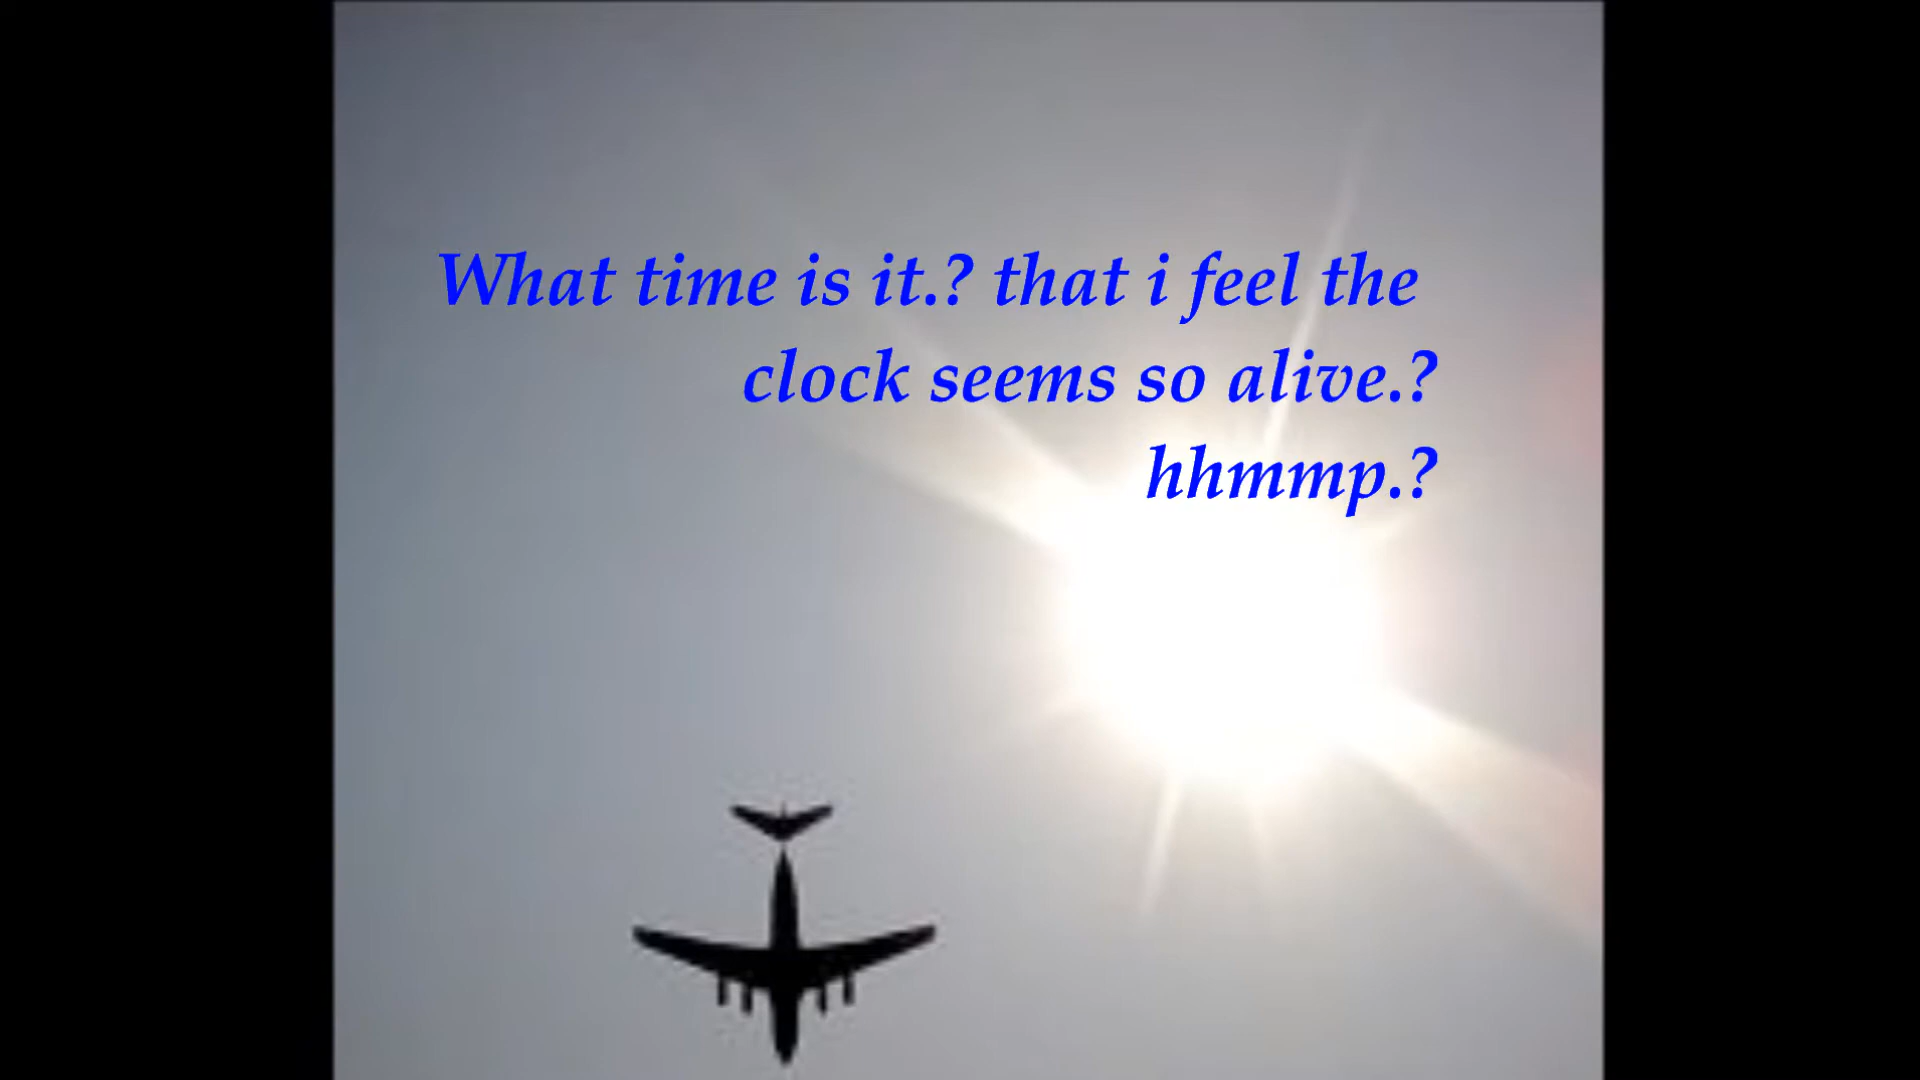 What time is it.? that i feel the
clock seems so alive.?
hhmmp.?